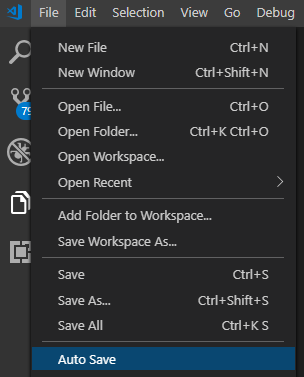 File Edit Selection View Go Debug
New File Ctrl+N
New Window Ctrl+Shift+N
Open File... Ctrl+O
Open Folder... Ctrl+K Ctrl+O
Open Workspace...
Open Recent
Add Folder to Workspace...
Save Workspace As...
Save Ctrl+S
Save As... Ctrl+Shift+S
Save All Ctrl+K S
Auto Save